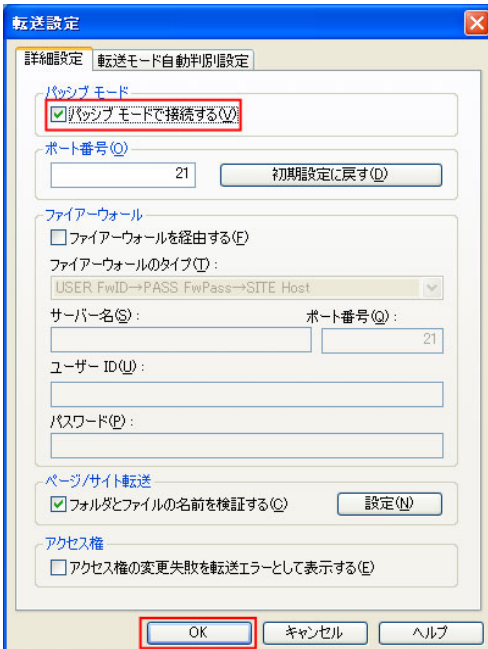 転送設定
詳細設定 転送モード自動判別設定
パッシブ モード
パッシブ モードで接続する(V)
ポート番号(O)
21 初期設定に戻す(D)
ファイアーウォール
ファイアーウォールを経由する(F)
ファイアーウォールのタイプ(T):
USER FwID→PASS FwPass→SITE Host
サーバー名(S): ポート番号(Q):
21
ユーザー ID(U):
パスワード(P):
ページ/サイト転送
フォルダとファイルの名前を検証する(C) 設定(N)
アクセス権
アクセス権の変更失敗を転送エラーとして表示する(E)
OK キャンセル ヘルプ